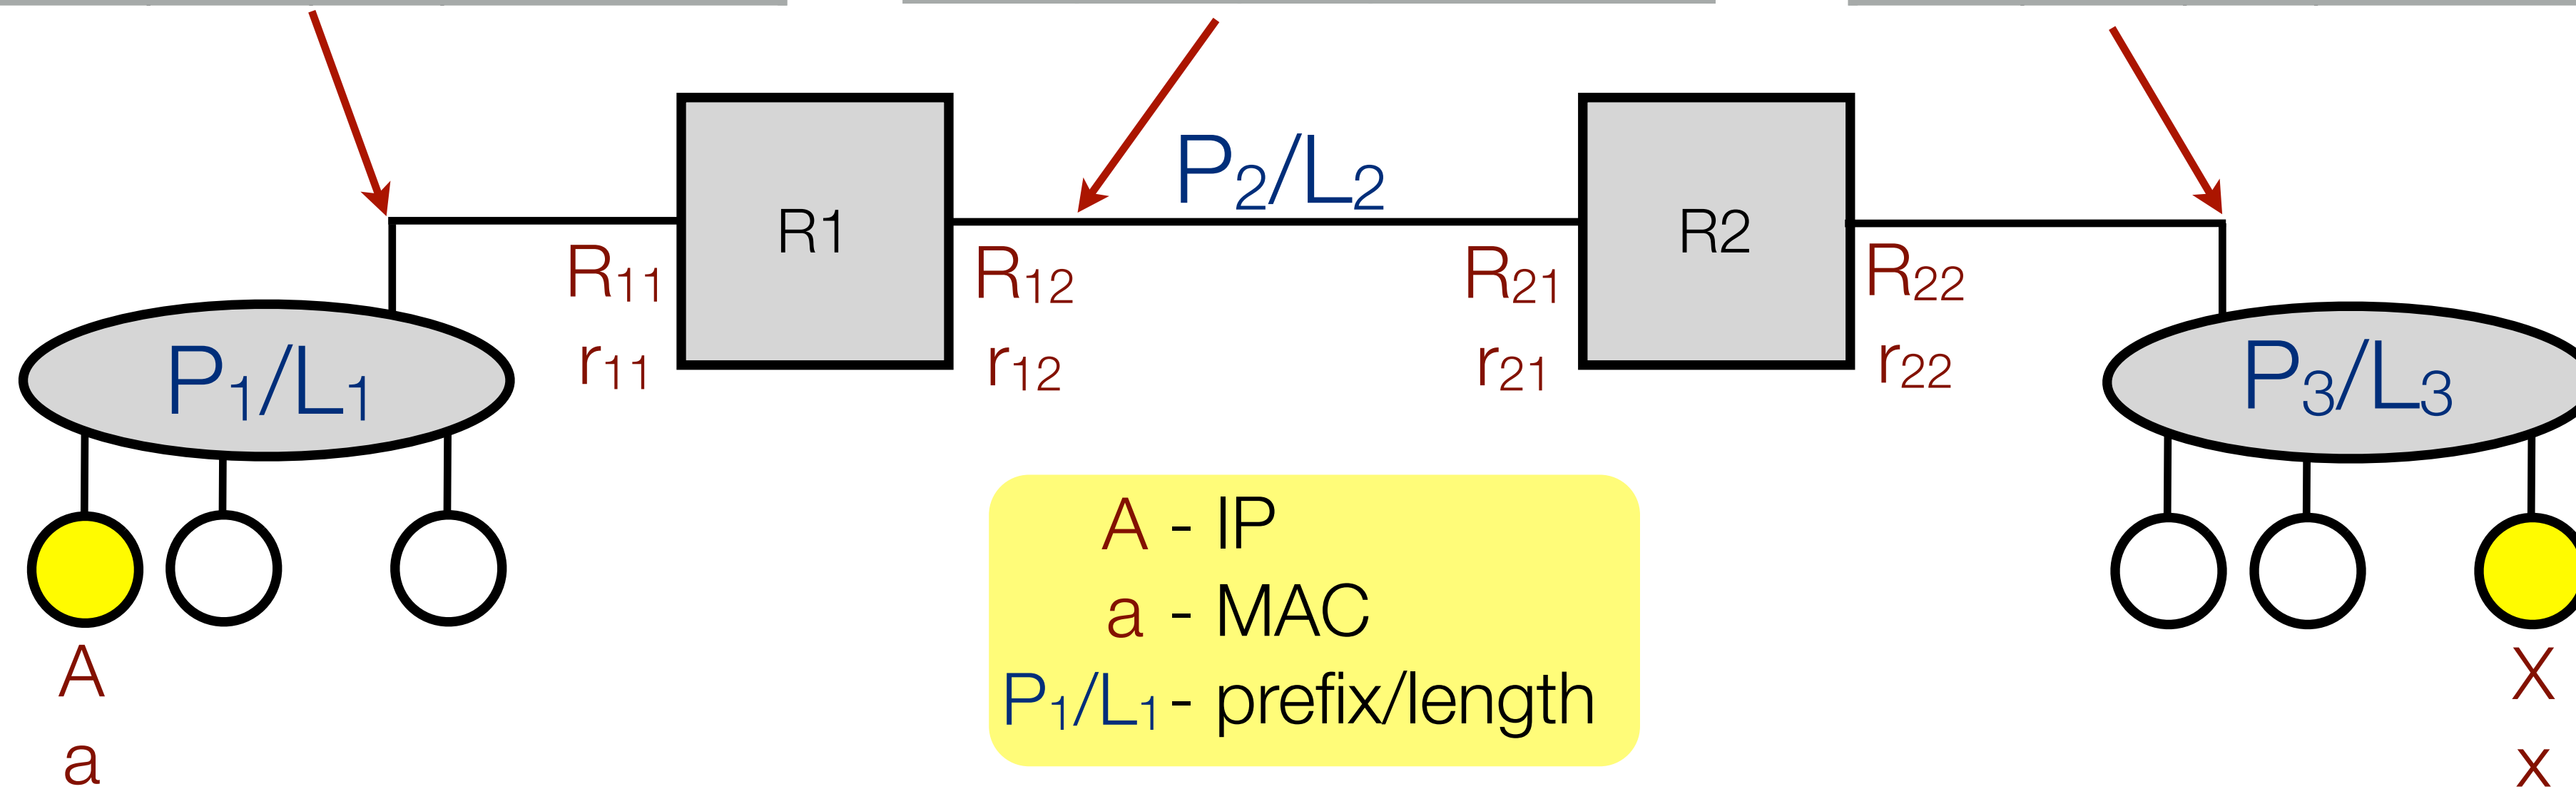 P₂/L₂
R1
R2
R₁₁
R₁₂
R₂₁
R₂₂
r₁₁
r₁₂
r₂₁
r₂₂
P₁/L₁
P₃/L₃
A - IP
a - MAC
P₁/L₁ - prefix/length
A
a
X
x